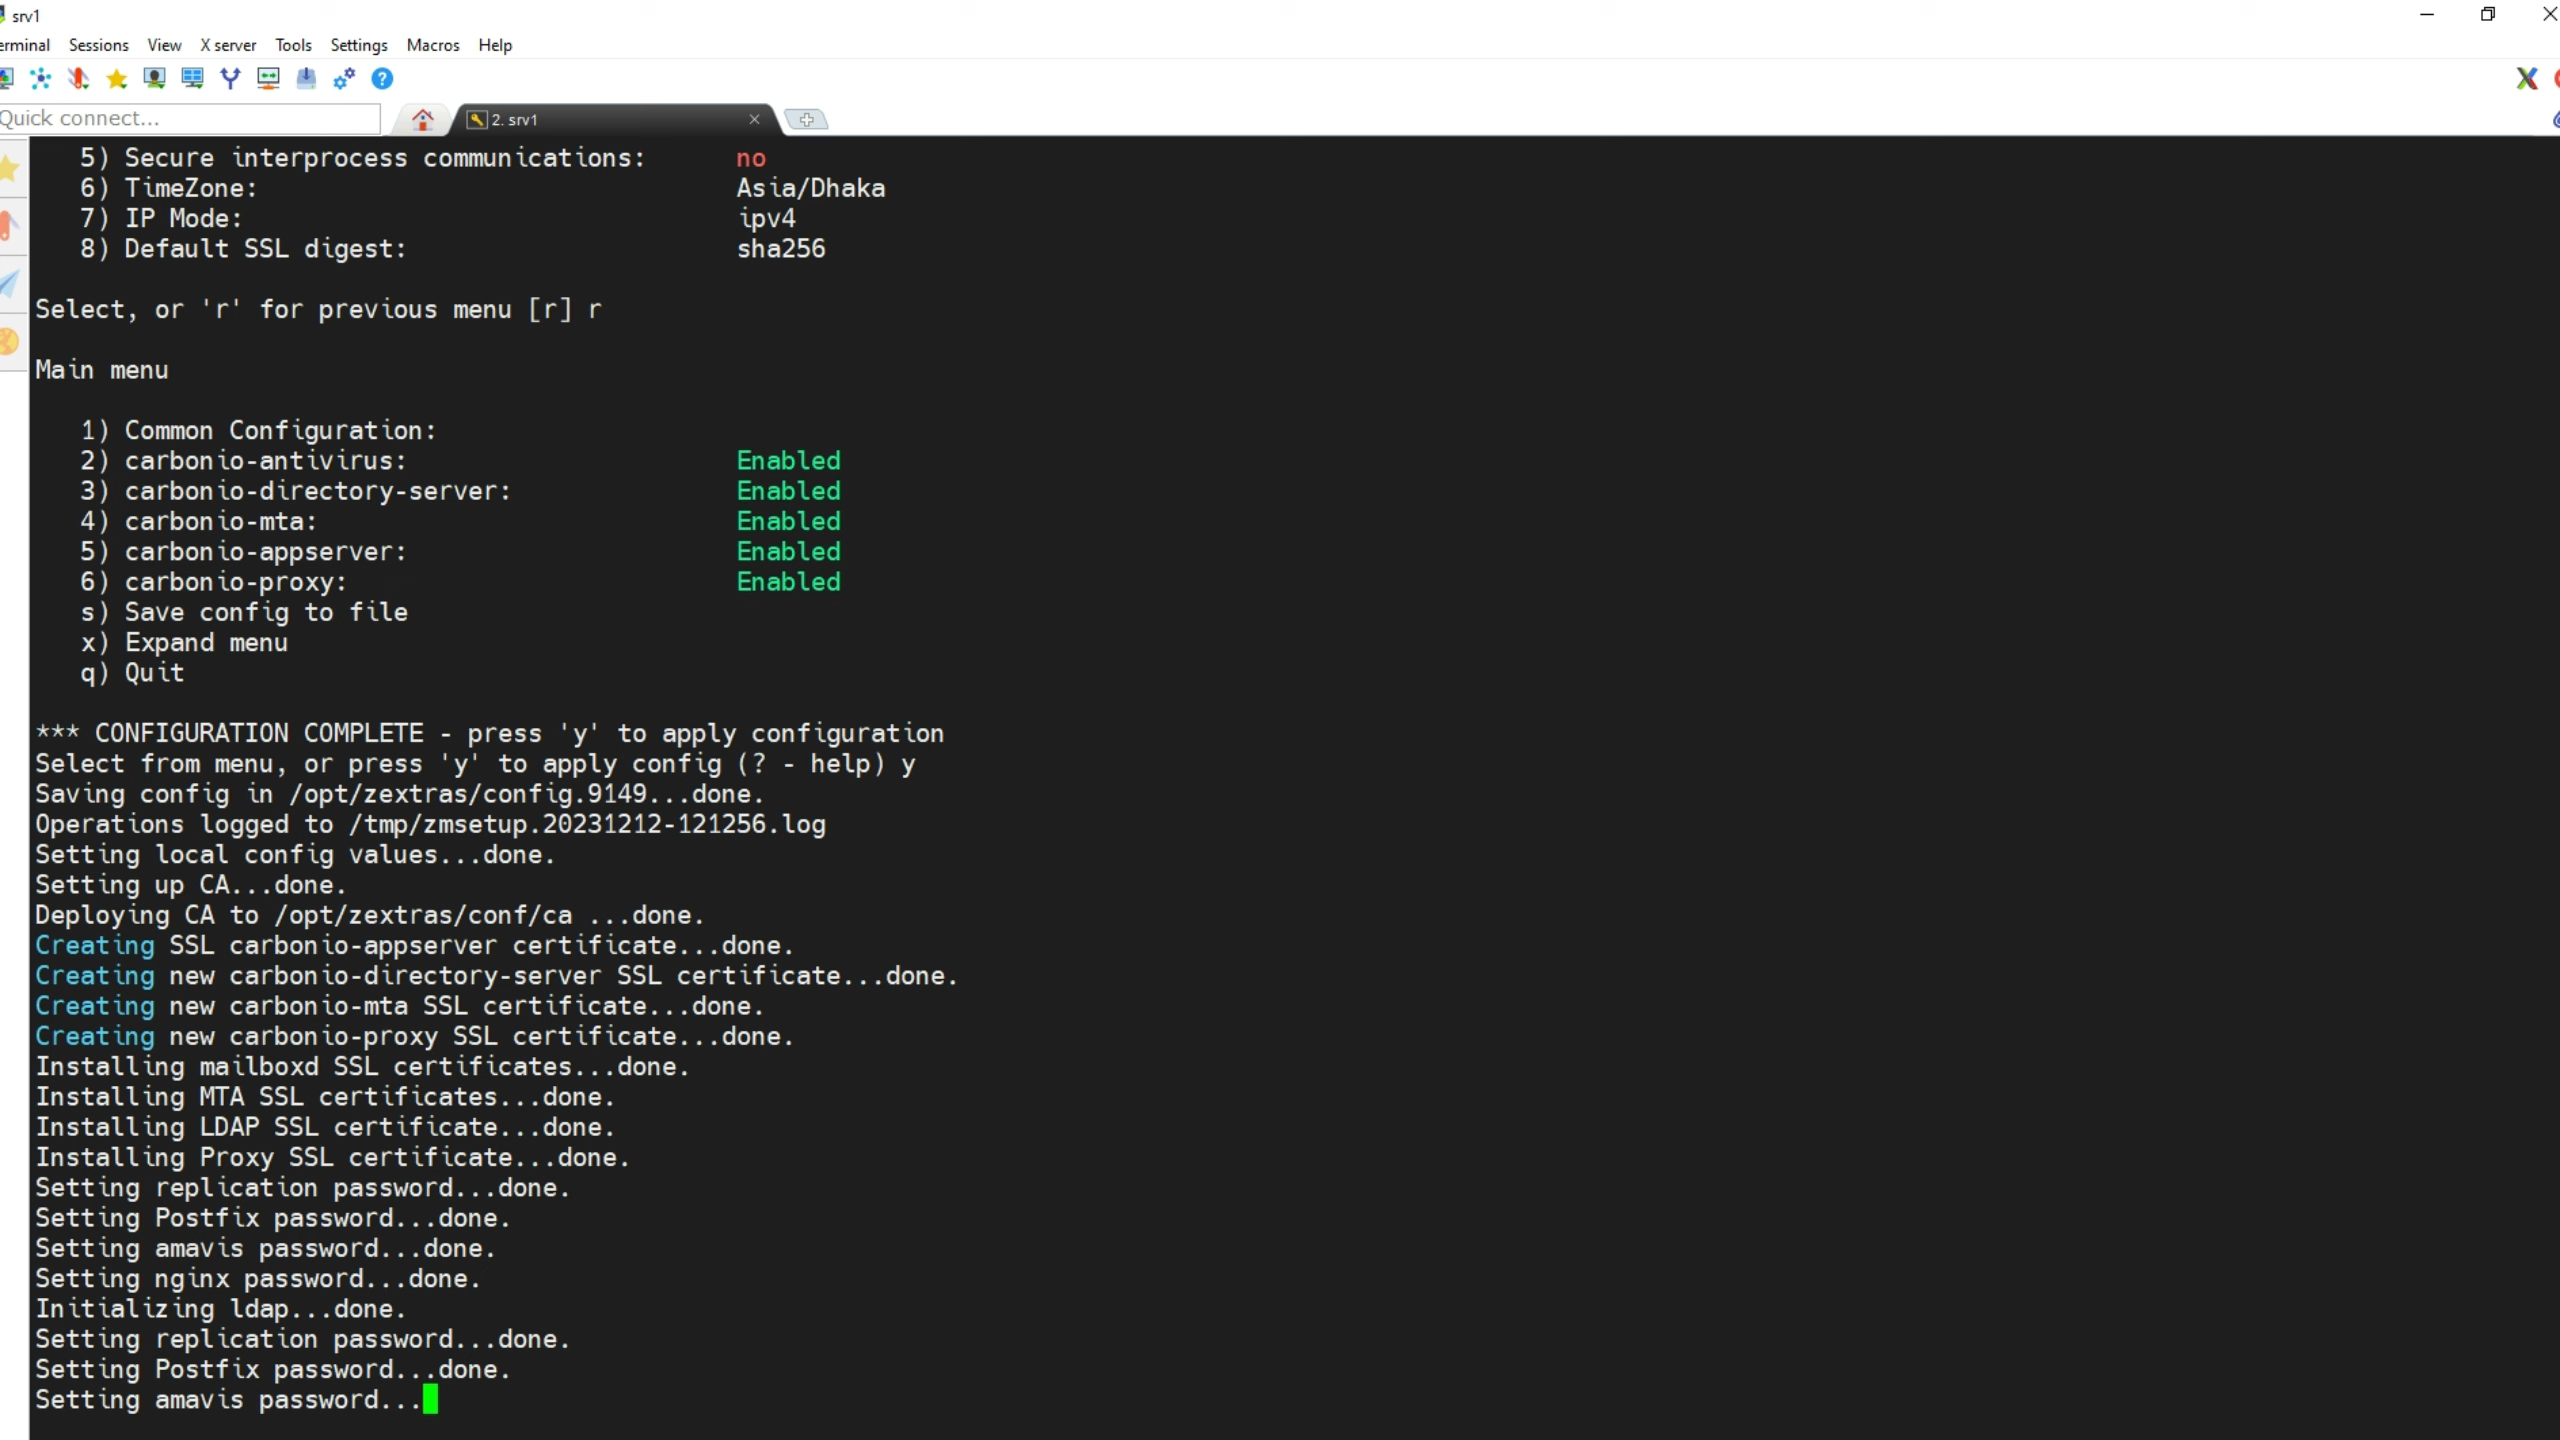 srv1
erminal Sessions View X server Tools Settings Macros Help
Quick connect...
2. srv1
5) Secure interprocess communications: no
6) TimeZone: Asia/Dhaka
7) IP Mode: ipv4
8) Default SSL digest: sha256
Select, or 'r' for previous menu [r] r
Main menu
1) Common Configuration:
2) carbonio-antivirus: Enabled
3) carbonio-directory-server: Enabled
4) carbonio-mta: Enabled
5) carbonio-appserver: Enabled
6) carbonio-proxy: Enabled
s) Save config to file
x) Expand menu
q) Quit
*** CONFIGURATION COMPLETE - press 'y' to apply configuration
Select from menu, or press 'y' to apply config (? - help) y
Saving config in /opt/zextras/config.9149...done.
Operations logged to /tmp/zmsetup.20231212-121256.log
Setting local config values...done.
Setting up CA...done.
Deploying CA to /opt/zextras/conf/ca ...done.
Creating SSL carbonio-appserver certificate...done.
Creating new carbonio-directory-server SSL certificate...done.
Creating new carbonio-mta SSL certificate...done.
Creating new carbonio-proxy SSL certificate...done.
Installing mailboxd SSL certificates...done.
Installing MTA SSL certificates...done.
Installing LDAP SSL certificate...done.
Installing Proxy SSL certificate...done.
Setting replication password...done.
Setting Postfix password...done.
Setting amavis password...done.
Setting nginx password...done.
Initializing ldap...done.
Setting replication password...done.
Setting Postfix password...done.
Setting amavis password...